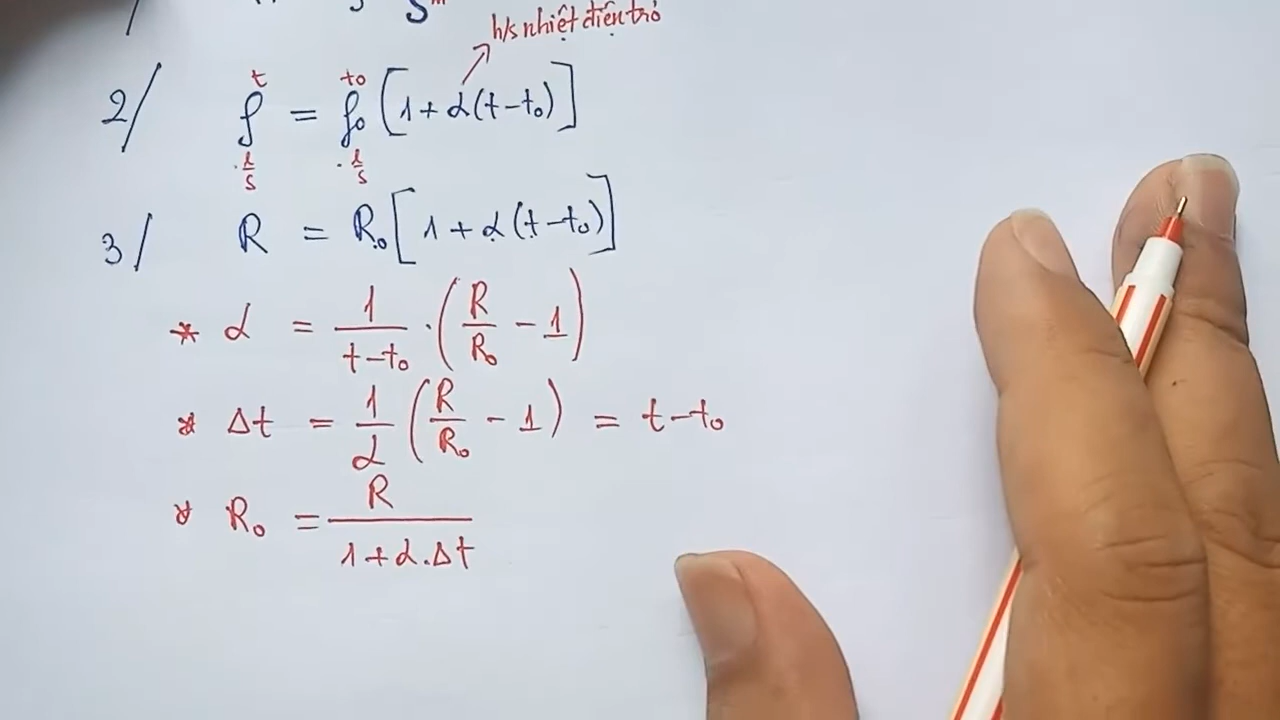 S
h/s nhiệt điện trở
2/ ρ = ρ₀ [1 + α(t - t₀)]
t t₀
.l/S .l/S
3/ R = R₀ [1 + α(t - t₀)]
* α = 1/(t - t₀) . (R/R₀ - 1)
* Δt = 1/α (R/R₀ - 1) = t - t₀
* R₀ = R/(1 + α.Δt)